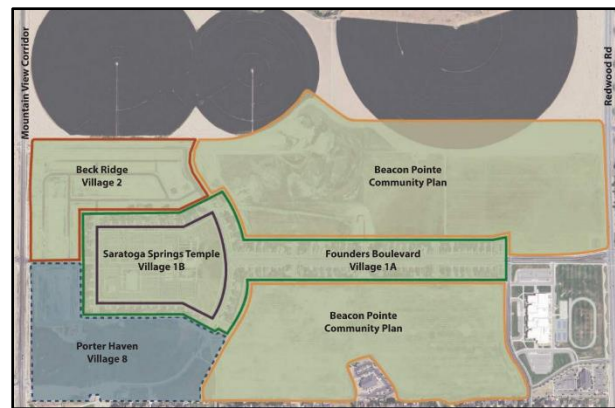 Mountain View Corridor
Redwood Rd
Beck Ridge
Village 2
Beacon Pointe
Community Plan
Saratoga Springs Temple
Village 1B
Founders Boulevard
Village 1A
Porter Haven
Village 8
Beacon Pointe
Community Plan